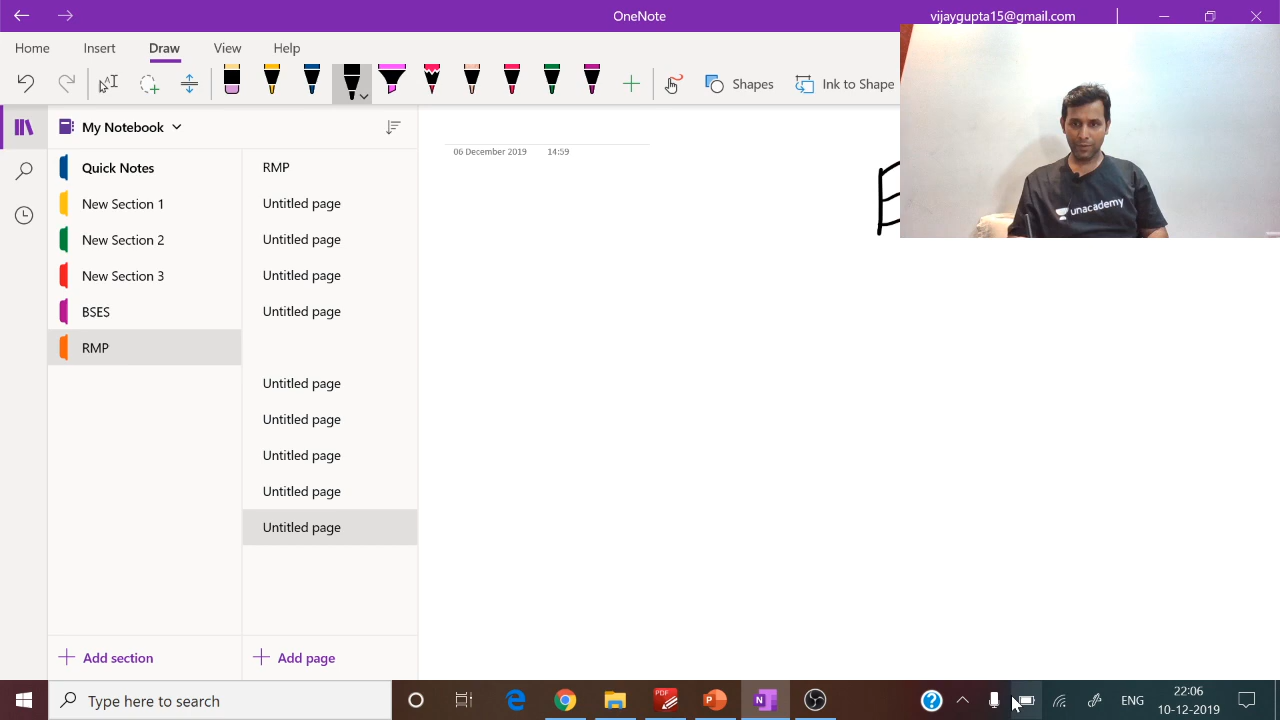 OneNote
vijaygupta15@gmail.com
Home Insert Draw View Help
Shapes Ink to Shape
My Notebook
Quick Notes
New Section 1
New Section 2
New Section 3
BSES
RMP
RMP
Untitled page
Untitled page
Untitled page
Untitled page
Untitled page
Untitled page
Untitled page
Untitled page
Untitled page
06 December 2019 14:59
unacademy
Add section
Add page
Type here to search
PDF
ENG
22:06
10-12-2019